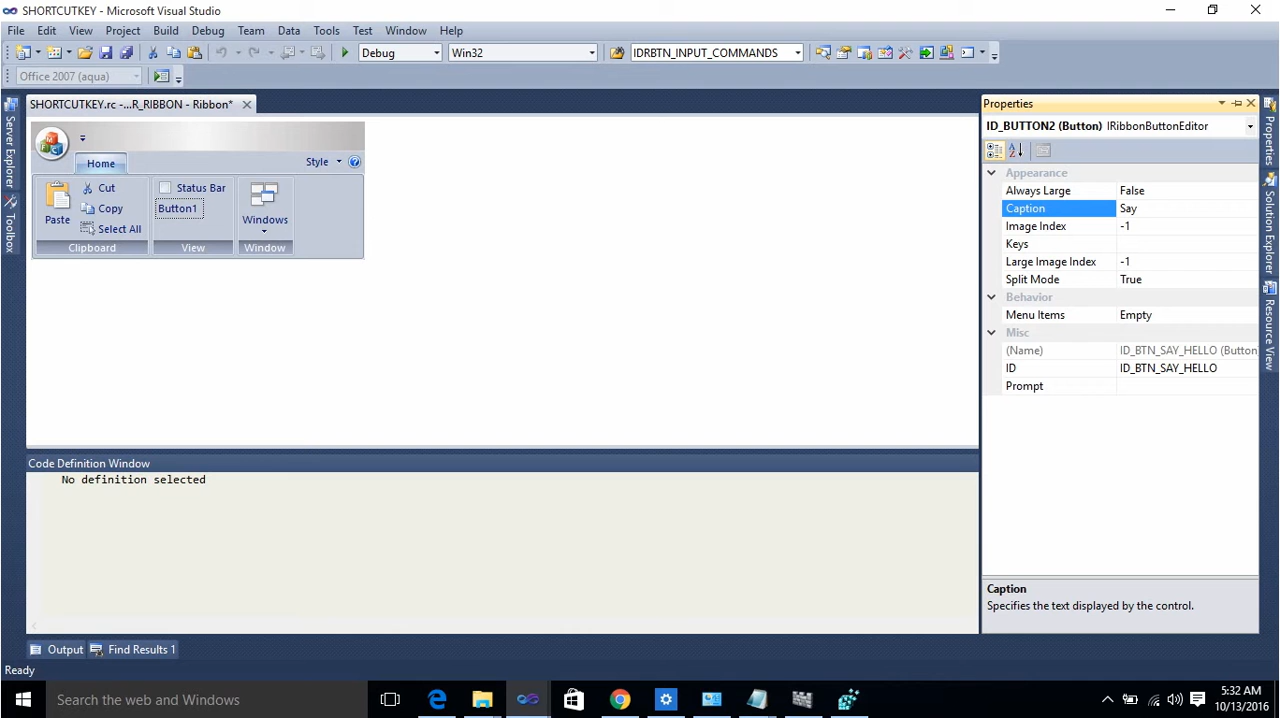 SHORTCUTKEY - Microsoft Visual Studio
File Edit View Project Build Debug Team Data Tools Test Window Help
Debug Win32 IDRBTN_INPUT_COMMANDS
Office 2007 (aqua)
SHORTCUTKEY.rc -...R_RIBBON - Ribbon*
Home Style
Paste Cut Copy Select All
Clipboard
Status Bar
Button1
View
Windows
Window
Server Explorer
Toolbox
Properties
ID_BUTTON2 (Button) IRibbonButtonEditor
Appearance
Always Large False
Caption Say
Image Index -1
Keys
Large Image Index -1
Split Mode True
Behavior
Menu Items Empty
Misc
(Name) ID_BTN_SAY_HELLO (Button
ID ID_BTN_SAY_HELLO
Prompt
Caption
Specifies the text displayed by the control.
Properties
Solution Explorer
Resource View
Code Definition Window
No definition selected
Output Find Results 1
Ready
Search the web and Windows
5:32 AM
10/13/2016